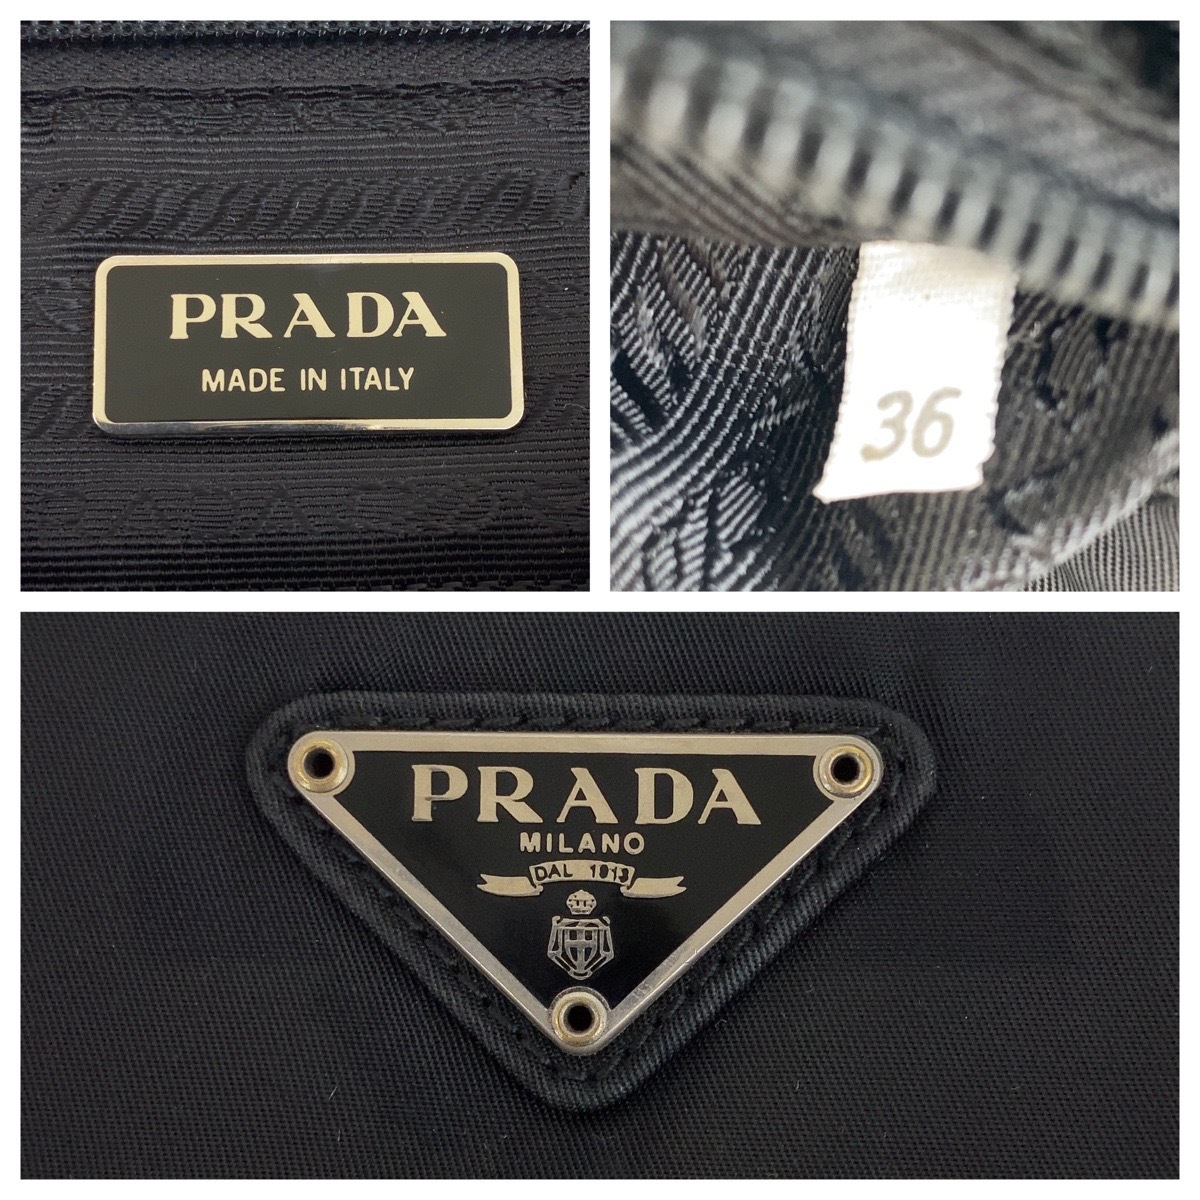 PRADA
MADE IN ITALY
36
PRADA
MILANO
DAL 1913